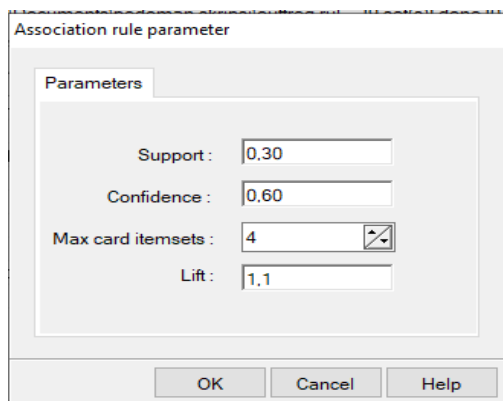 Association rule parameter
Parameters
Support : 0,30
Confidence : 0,60
Max card itemsets : 4
Lift : 1,1
OK Cancel Help